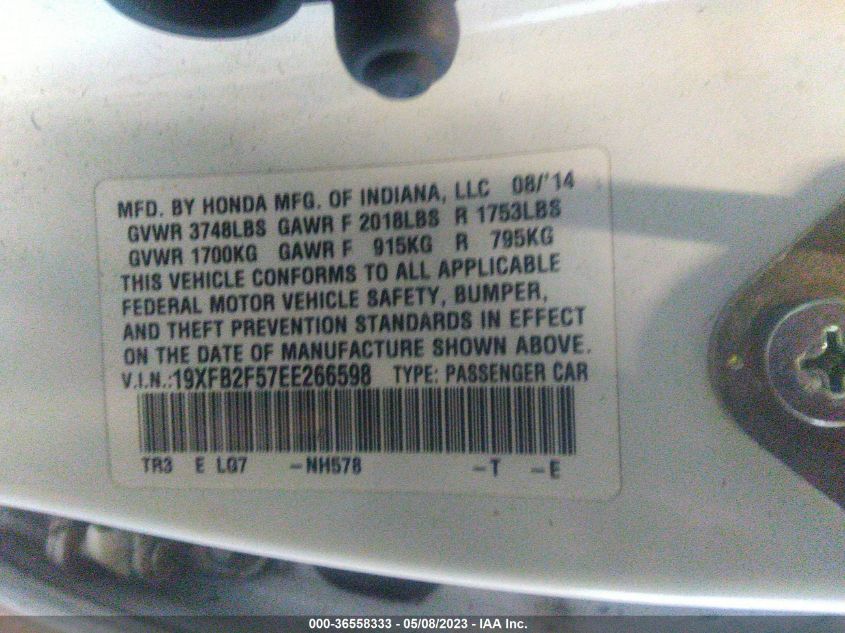 MFD. BY HONDA MFG. OF INDIANA, LLC 08/'14
GVWR 3748LBS GAWR F 2018LBS R 1753LBS
GVWR 1700KG GAWR F 915KG R 795KG
THIS VEHICLE CONFORMS TO ALL APPLICABLE
FEDERAL MOTOR VEHICLE SAFETY, BUMPER,
AND THEFT PREVENTION STANDARDS IN EFFECT
ON THE DATE OF MANUFACTURE SHOWN ABOVE.
V.I.N.:19XFB2F57EE266598 TYPE: PASSENGER CAR
TR3 E LG7 -NH578 -T -E
000-36558333 - 05/08/2023 - IAA Inc.